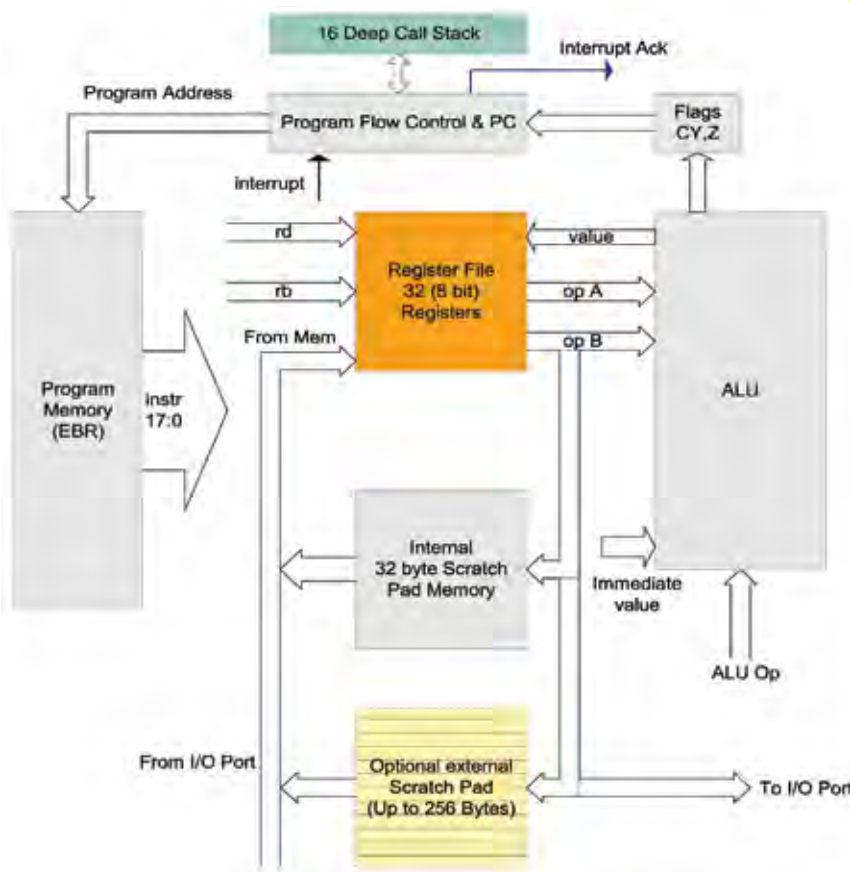 16 Deep Call Stack
Interrupt Ack
Program Address
Program Flow Control & PC
Flags
CY,Z
interrupt
rd
value
Register File
32 (8 bit)
Registers
rb
op A
From Mem
op B
Program
Memory
(EBR)
instr
17:0
ALU
Internal
32 byte Scratch
Pad Memory
Immediate
value
ALU Op
From I/O Port
Optional external
Scratch Pad
(Up to 256 Bytes)
To I/O Port